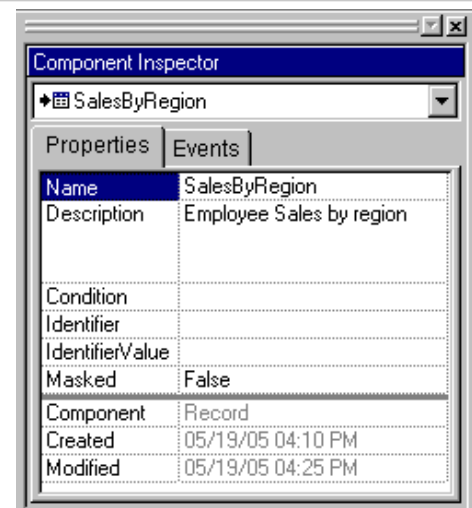 Component Inspector
SalesByRegion
Properties Events
Name SalesByRegion
Description Employee Sales by region
Condition
Identifier
IdentifierValue
Masked False
Component Record
Created 05/19/05 04:10 PM
Modified 05/19/05 04:25 PM